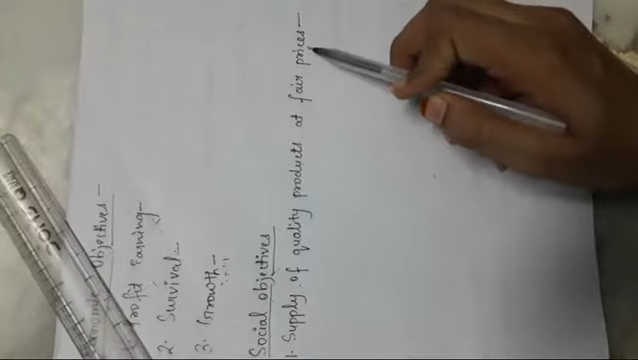 Objectives -
Profit Earning -
2. Survival -
3. Growth -
Social objectives
1. Supply of quality products at fair prices -